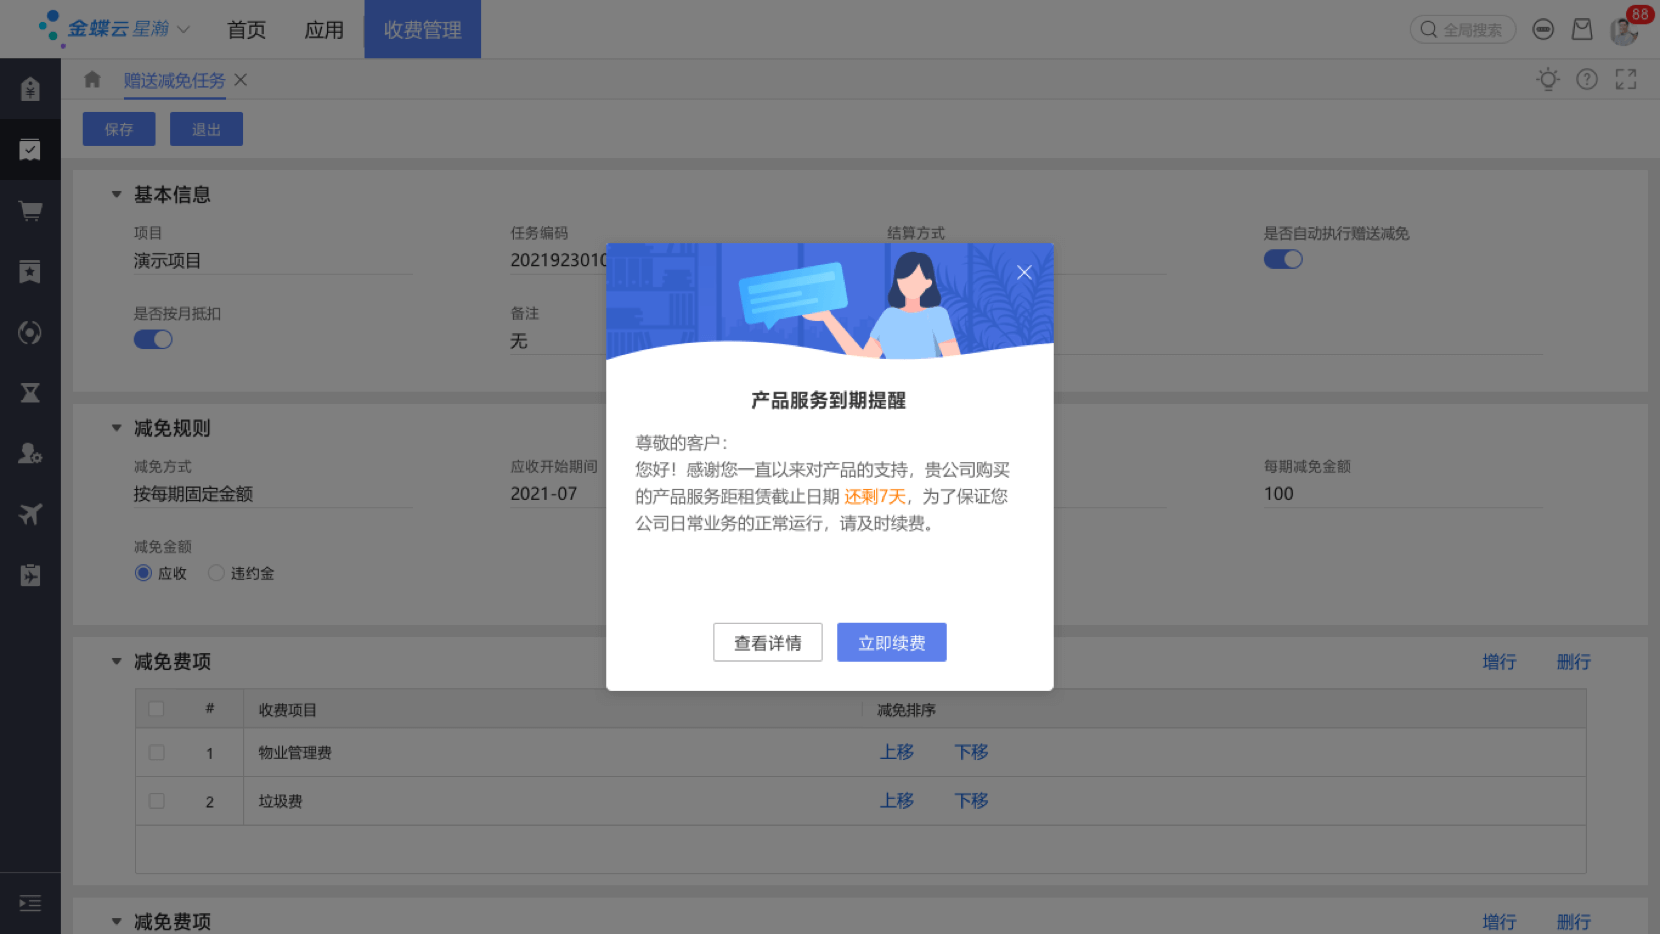 金蝶云 星瀚
首页
应用
收费管理
全局搜索
88
赠送减免任务
保存
退出
基本信息
项目
任务编码
结算方式
是否自动执行赠送减免
演示项目
是否按月抵扣
备注
无
产品服务到期提醒
尊敬的客户：
您好！感谢您一直以来对产品的支持，贵公司购买
的产品服务距租赁截止日期 还剩7天，为了保证您
公司日常业务的正常运行，请及时续费。
查看详情
立即续费
减免规则
减免方式
应收开始期间
每期减免金额
按每期固定金额
2021-07
100
减免金额
应收
违约金
减免费项
增行
删行
#
收费项目
减免排序
1
物业管理费
上移
下移
2
垃圾费
上移
下移
减免费项
增行
删行